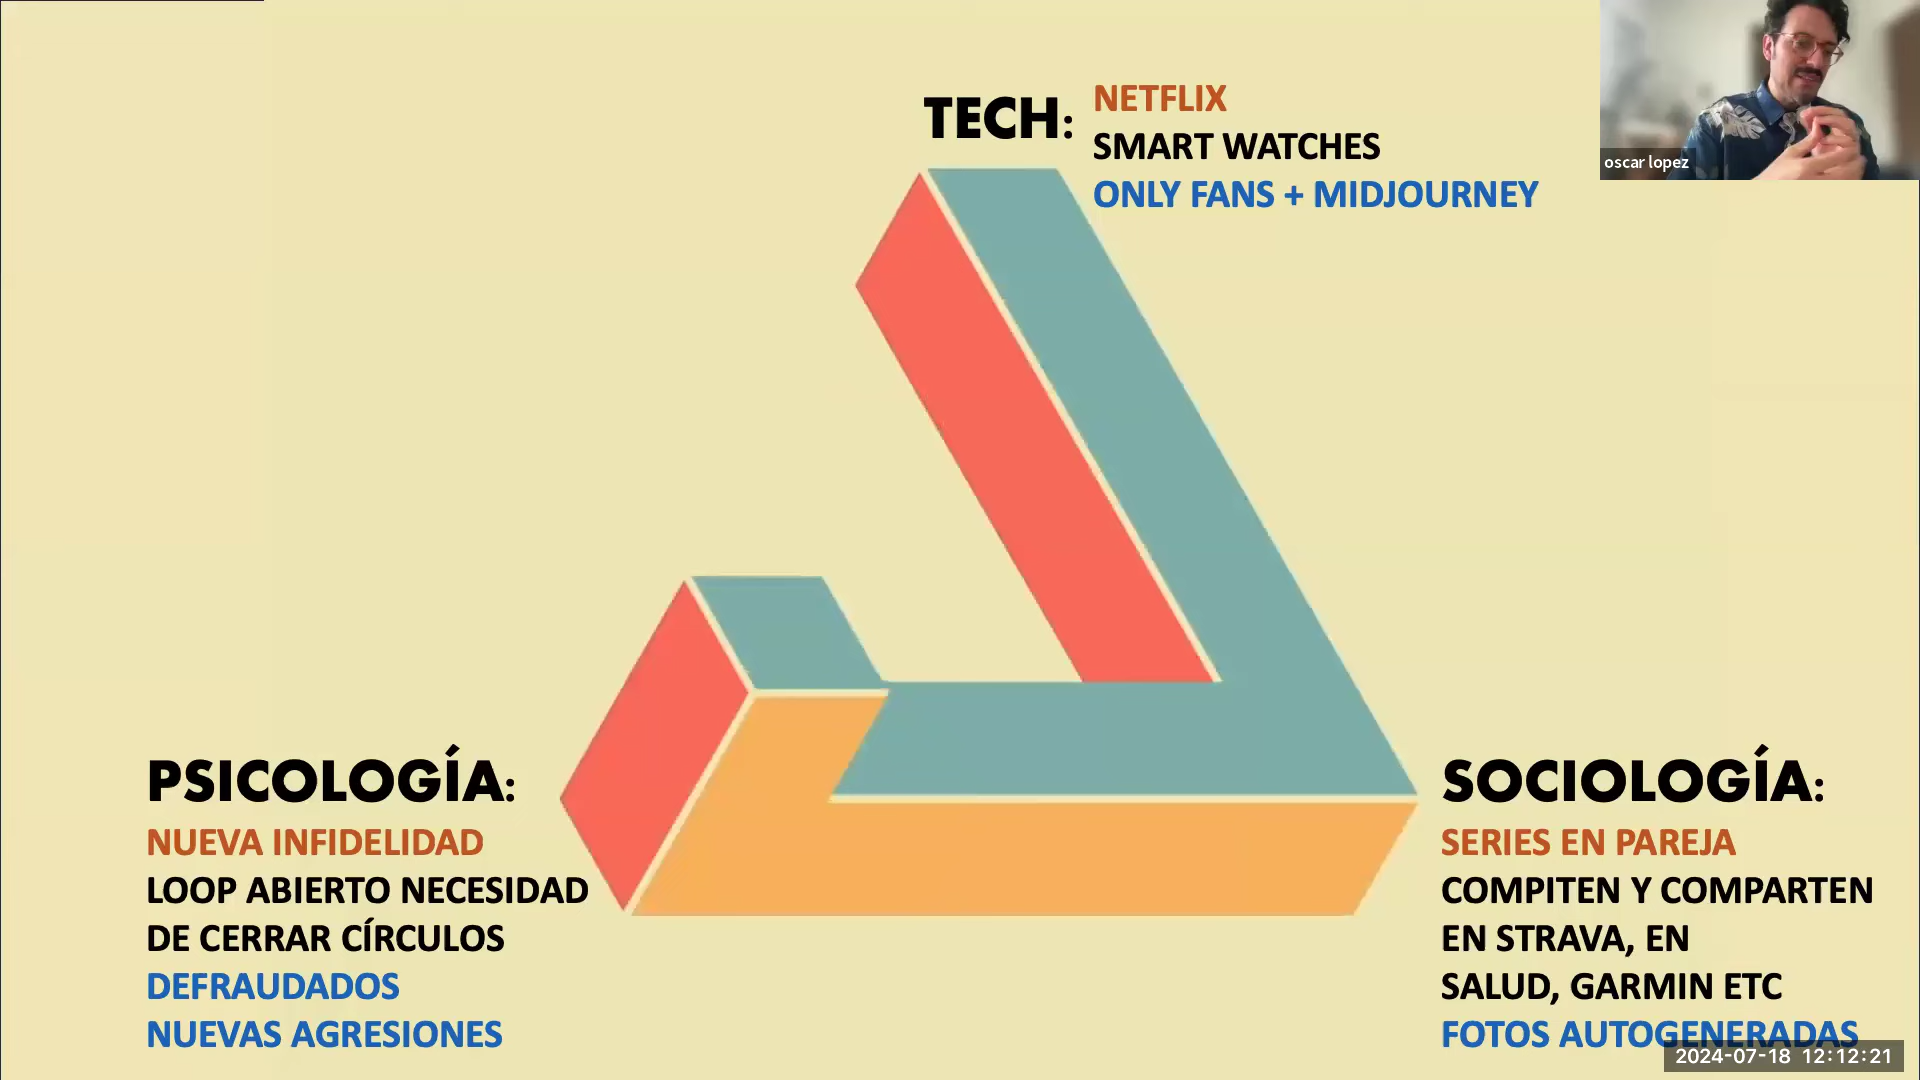 TECH:
NETFLIX
SMART WATCHES
ONLY FANS + MIDJOURNEY
oscar lopez
PSICOLOGÍA:
NUEVA INFIDELIDAD
LOOP ABIERTO NECESIDAD
DE CERRAR CÍRCULOS
DEFRAUDADOS
NUEVAS AGRESIONES
SOCIOLOGÍA:
SERIES EN PAREJA
COMPITEN Y COMPARTEN
EN STRAVA, EN
SALUD, GARMIN ETC
FOTOS AUTOGENERADAS
2024-07-18 12:12:21